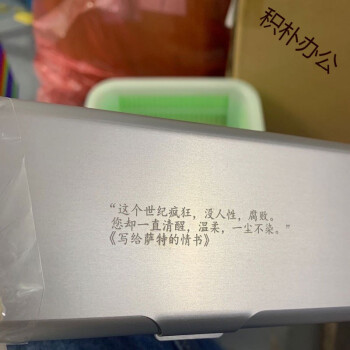 积朴办公
“这个世纪疯狂，没人性，腐败。
您却一直清醒，温柔，一尘不染。”
《写给萨特的情书》